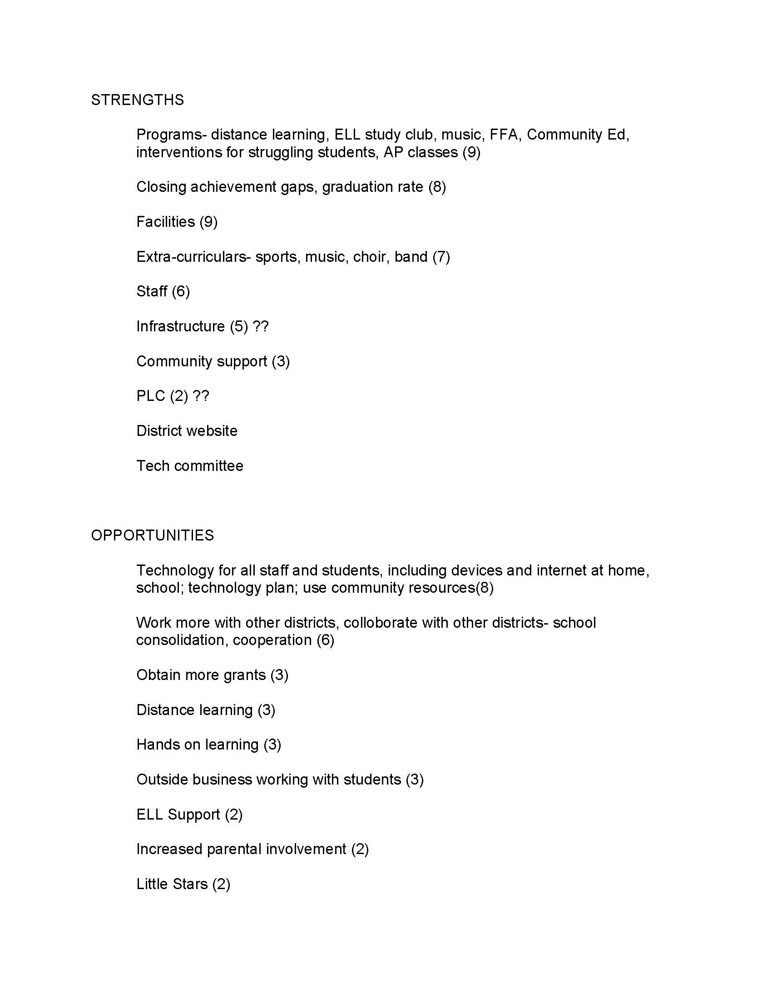 STRENGTHS
Programs- distance learning, ELL study club, music, FFA, Community Ed,
interventions for struggling students, AP classes (9)
Closing achievement gaps, graduation rate (8)
Facilities (9)
Extra-curriculars- sports, music, choir, band (7)
Staff (6)
Infrastructure (5) ??
Community support (3)
PLC (2) ??
District website
Tech committee
OPPORTUNITIES
Technology for all staff and students, including devices and internet at home,
school; technology plan; use community resources(8)
Work more with other districts, colloborate with other districts- school
consolidation, cooperation (6)
Obtain more grants (3)
Distance learning (3)
Hands on learning (3)
Outside business working with students (3)
ELL Support (2)
Increased parental involvement (2)
Little Stars (2)